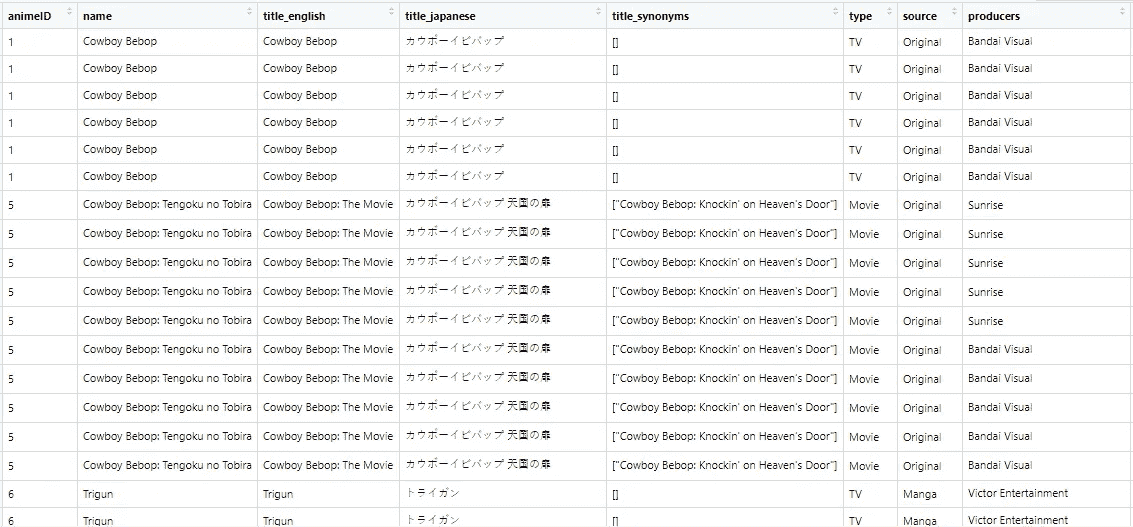 animeID name title_english title_japanese title_synonyms type source producers
1 Cowboy Bebop Cowboy Bebop カウボーイビバップ [] TV Original Bandai Visual
1 Cowboy Bebop Cowboy Bebop カウボーイビバップ [] TV Original Bandai Visual
1 Cowboy Bebop Cowboy Bebop カウボーイビバップ [] TV Original Bandai Visual
1 Cowboy Bebop Cowboy Bebop カウボーイビバップ [] TV Original Bandai Visual
1 Cowboy Bebop Cowboy Bebop カウボーイビバップ [] TV Original Bandai Visual
1 Cowboy Bebop Cowboy Bebop カウボーイビバップ [] TV Original Bandai Visual
5 Cowboy Bebop: Tengoku no Tobira Cowboy Bebop: The Movie カウボーイビバップ 天国の扉 ["Cowboy Bebop: Knockin' on Heaven's Door"] Movie Original Sunrise
5 Cowboy Bebop: Tengoku no Tobira Cowboy Bebop: The Movie カウボーイビバップ 天国の扉 ["Cowboy Bebop: Knockin' on Heaven's Door"] Movie Original Sunrise
5 Cowboy Bebop: Tengoku no Tobira Cowboy Bebop: The Movie カウボーイビバップ 天国の扉 ["Cowboy Bebop: Knockin' on Heaven's Door"] Movie Original Sunrise
5 Cowboy Bebop: Tengoku no Tobira Cowboy Bebop: The Movie カウボーイビバップ 天国の扉 ["Cowboy Bebop: Knockin' on Heaven's Door"] Movie Original Sunrise
5 Cowboy Bebop: Tengoku no Tobira Cowboy Bebop: The Movie カウボーイビバップ 天国の扉 ["Cowboy Bebop: Knockin' on Heaven's Door"] Movie Original Sunrise
5 Cowboy Bebop: Tengoku no Tobira Cowboy Bebop: The Movie カウボーイビバップ 天国の扉 ["Cowboy Bebop: Knockin' on Heaven's Door"] Movie Original Bandai Visual
5 Cowboy Bebop: Tengoku no Tobira Cowboy Bebop: The Movie カウボーイビバップ 天国の扉 ["Cowboy Bebop: Knockin' on Heaven's Door"] Movie Original Bandai Visual
5 Cowboy Bebop: Tengoku no Tobira Cowboy Bebop: The Movie カウボーイビバップ 天国の扉 ["Cowboy Bebop: Knockin' on Heaven's Door"] Movie Original Bandai Visual
5 Cowboy Bebop: Tengoku no Tobira Cowboy Bebop: The Movie カウボーイビバップ 天国の扉 ["Cowboy Bebop: Knockin' on Heaven's Door"] Movie Original Bandai Visual
5 Cowboy Bebop: Tengoku no Tobira Cowboy Bebop: The Movie カウボーイビバップ 天国の扉 ["Cowboy Bebop: Knockin' on Heaven's Door"] Movie Original Bandai Visual
6 Trigun Trigun トライガン [] TV Manga Victor Entertainment
6 Trigun Trigun トライガン [] TV Manga Victor Entertainment